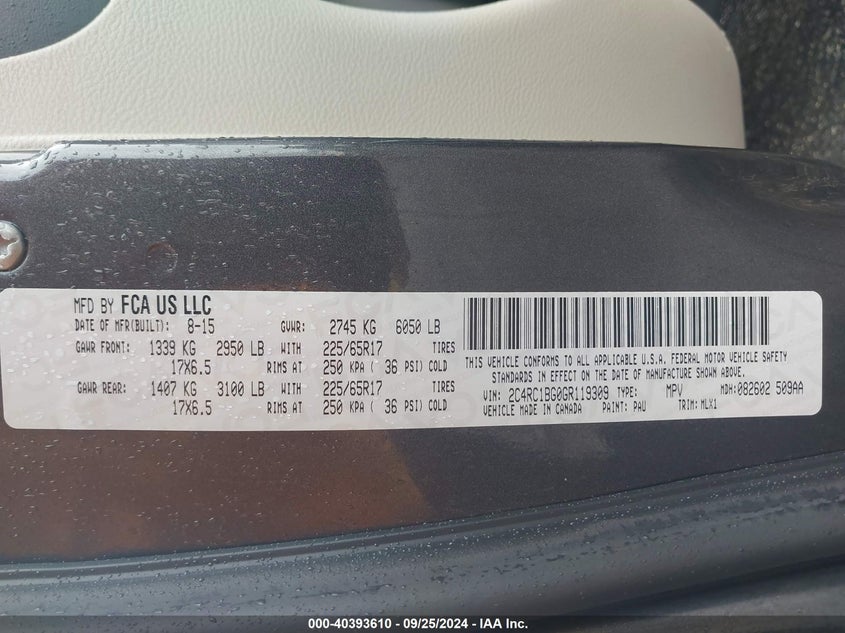 MFD BY FCA US LLC
DATE OF MFR(BUILT): 8-15 GVWR: 2745 KG 6050 LB
GAWR FRONT: 1339 KG 2950 LB WITH 225/65R17 TIRES
17X6.5 RIMS AT 250 KPA ( 36 PSI) COLD
GAWR REAR: 1407 KG 3100 LB WITH 225/65R17 TIRES
17X6.5 RIMS AT 250 KPA ( 36 PSI) COLD
THIS VEHICLE CONFORMS TO ALL APPLICABLE U.S.A. FEDERAL MOTOR VEHICLE SAFETY
STANDARDS IN EFFECT ON THE DATE OF MANUFACTURE SHOWN ABOVE.
VIN: 2C4RC1BG0GR119309 TYPE: MPV MDH: 082602 509AA
VEHICLE MADE IN CANADA PAINT: PAU TRIM: MLX1
000-40393610 - 09/25/2024 - IAA Inc.